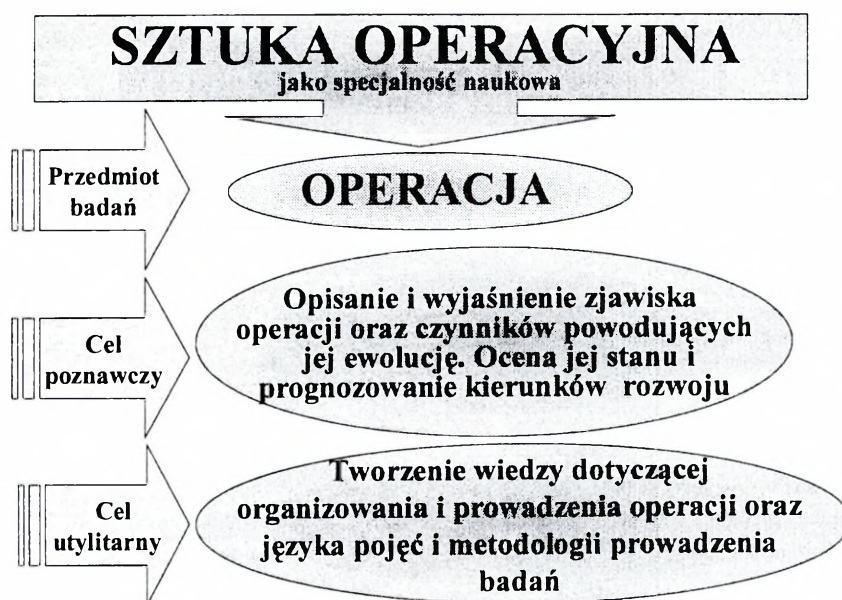 SZTUKA OPERACYJNA
jako specjalność naukowa
Przedmiot
badań
OPERACJA
Cel
poznawczy
Opisanie i wyjaśnienie zjawiska
operacji oraz czynników powodujących
jej ewolucję. Ocena jej stanu i
prognozowanie kierunków rozwoju
Cel
utylitarny
Tworzenie wiedzy dotyczącej
organizowania i prowadzenia operacji oraz
języka pojęć i metodologii prowadzenia
badań